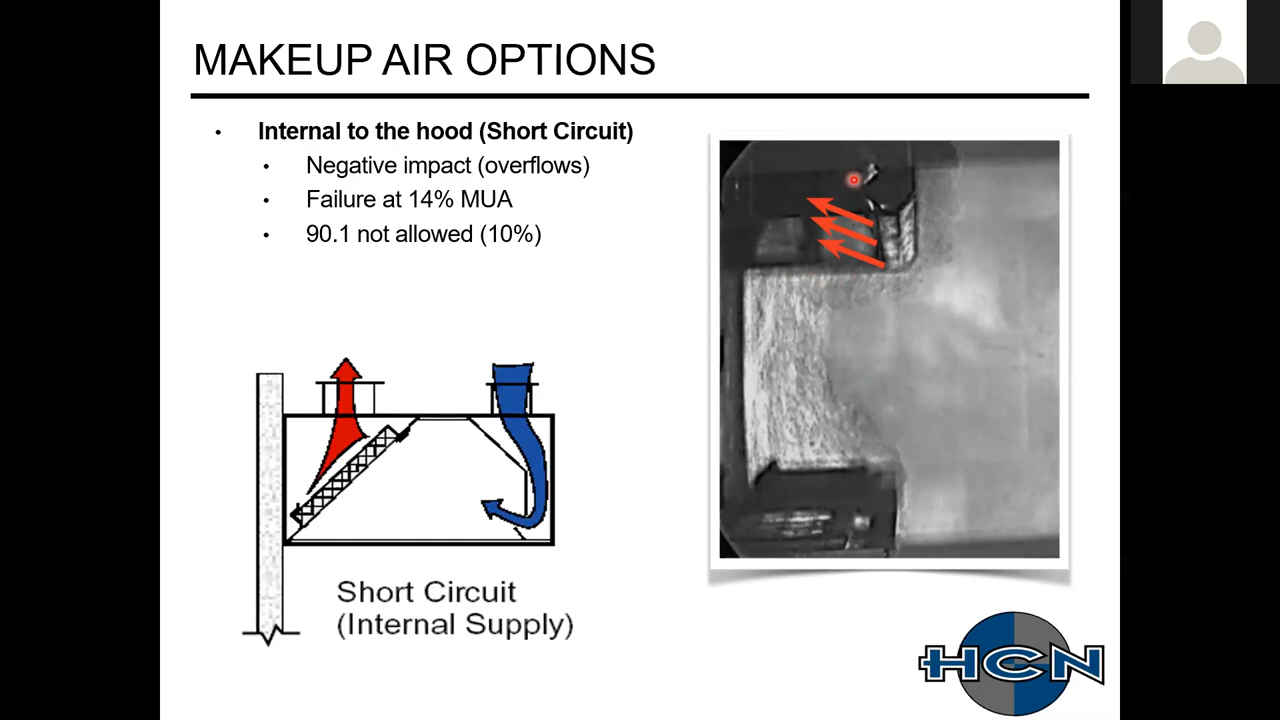 MAKEUP AIR OPTIONS
• Internal to the hood (Short Circuit)
• Negative impact (overflows)
• Failure at 14% MUA
• 90.1 not allowed (10%)
Short Circuit
(Internal Supply)
HCN